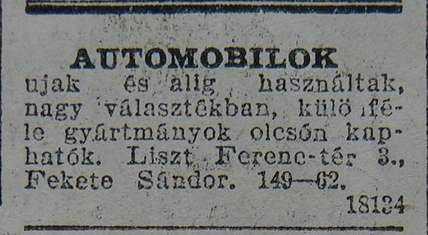 AUTOMOBILOK
ujak és alig használtak,
nagy választékban, külö fé-
le gyártmányok olcsón kap-
hatók. Liszt Ferenc-tér 3.,
Fekete Sándor. 149—62.
18134